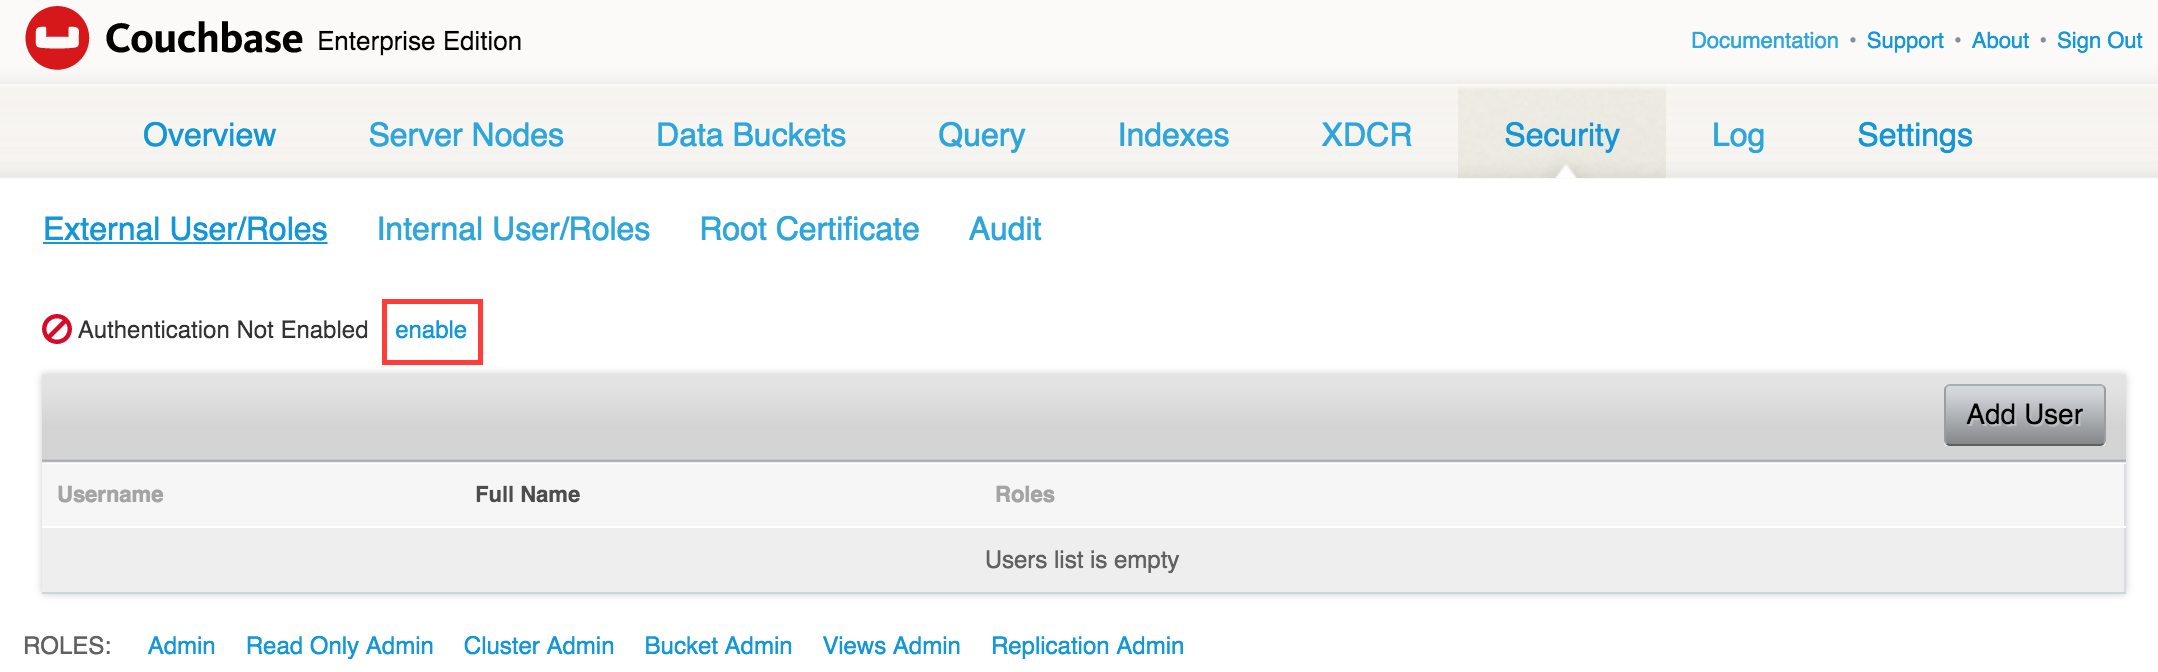 Couchbase Enterprise Edition
Documentation • Support • About • Sign Out
Overview Server Nodes Data Buckets Query Indexes XDCR Security Log Settings
External User/Roles Internal User/Roles Root Certificate Audit
Authentication Not Enabled enable
Add User
Username Full Name Roles
Users list is empty
ROLES: Admin Read Only Admin Cluster Admin Bucket Admin Views Admin Replication Admin